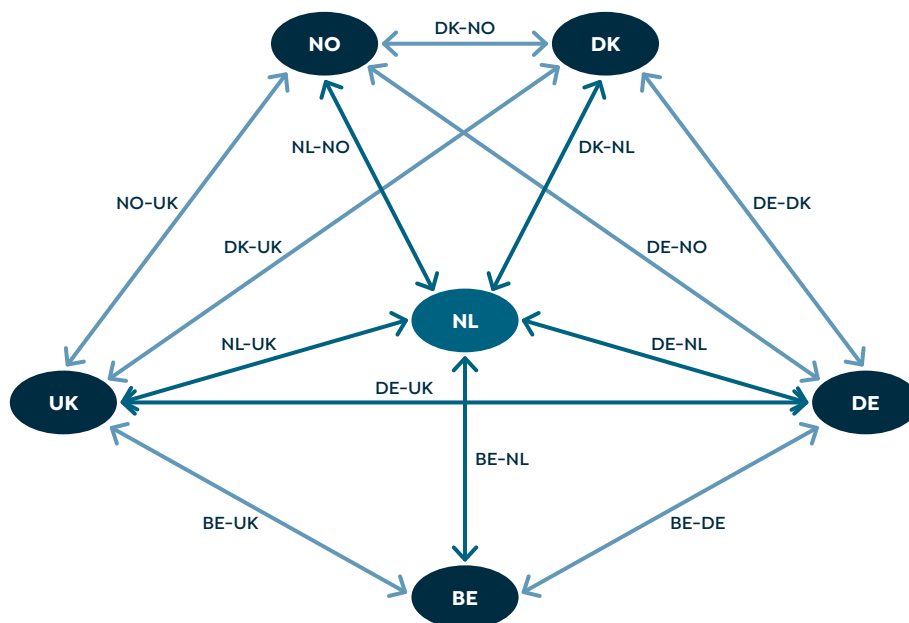 NO
DK-NO
DK
NL-NO
DK-NL
NO-UK
DE-DK
DK-UK
DE-NO
NL
NL-UK
DE-NL
DE-UK
UK
DE
BE-NL
BE-UK
BE-DE
BE